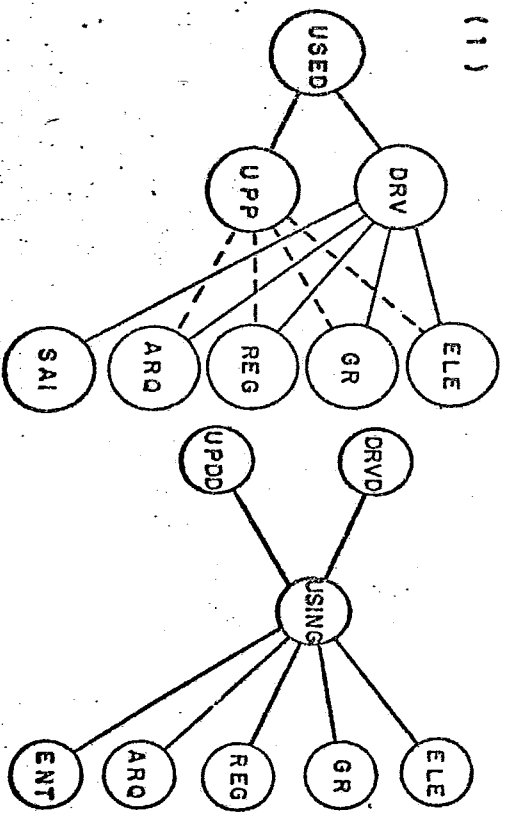 ELE GR REG ARQ ENT
USING
(1)
DRVD UPDD
ELE GR REG ARQ SAI
DRV UPP
USED